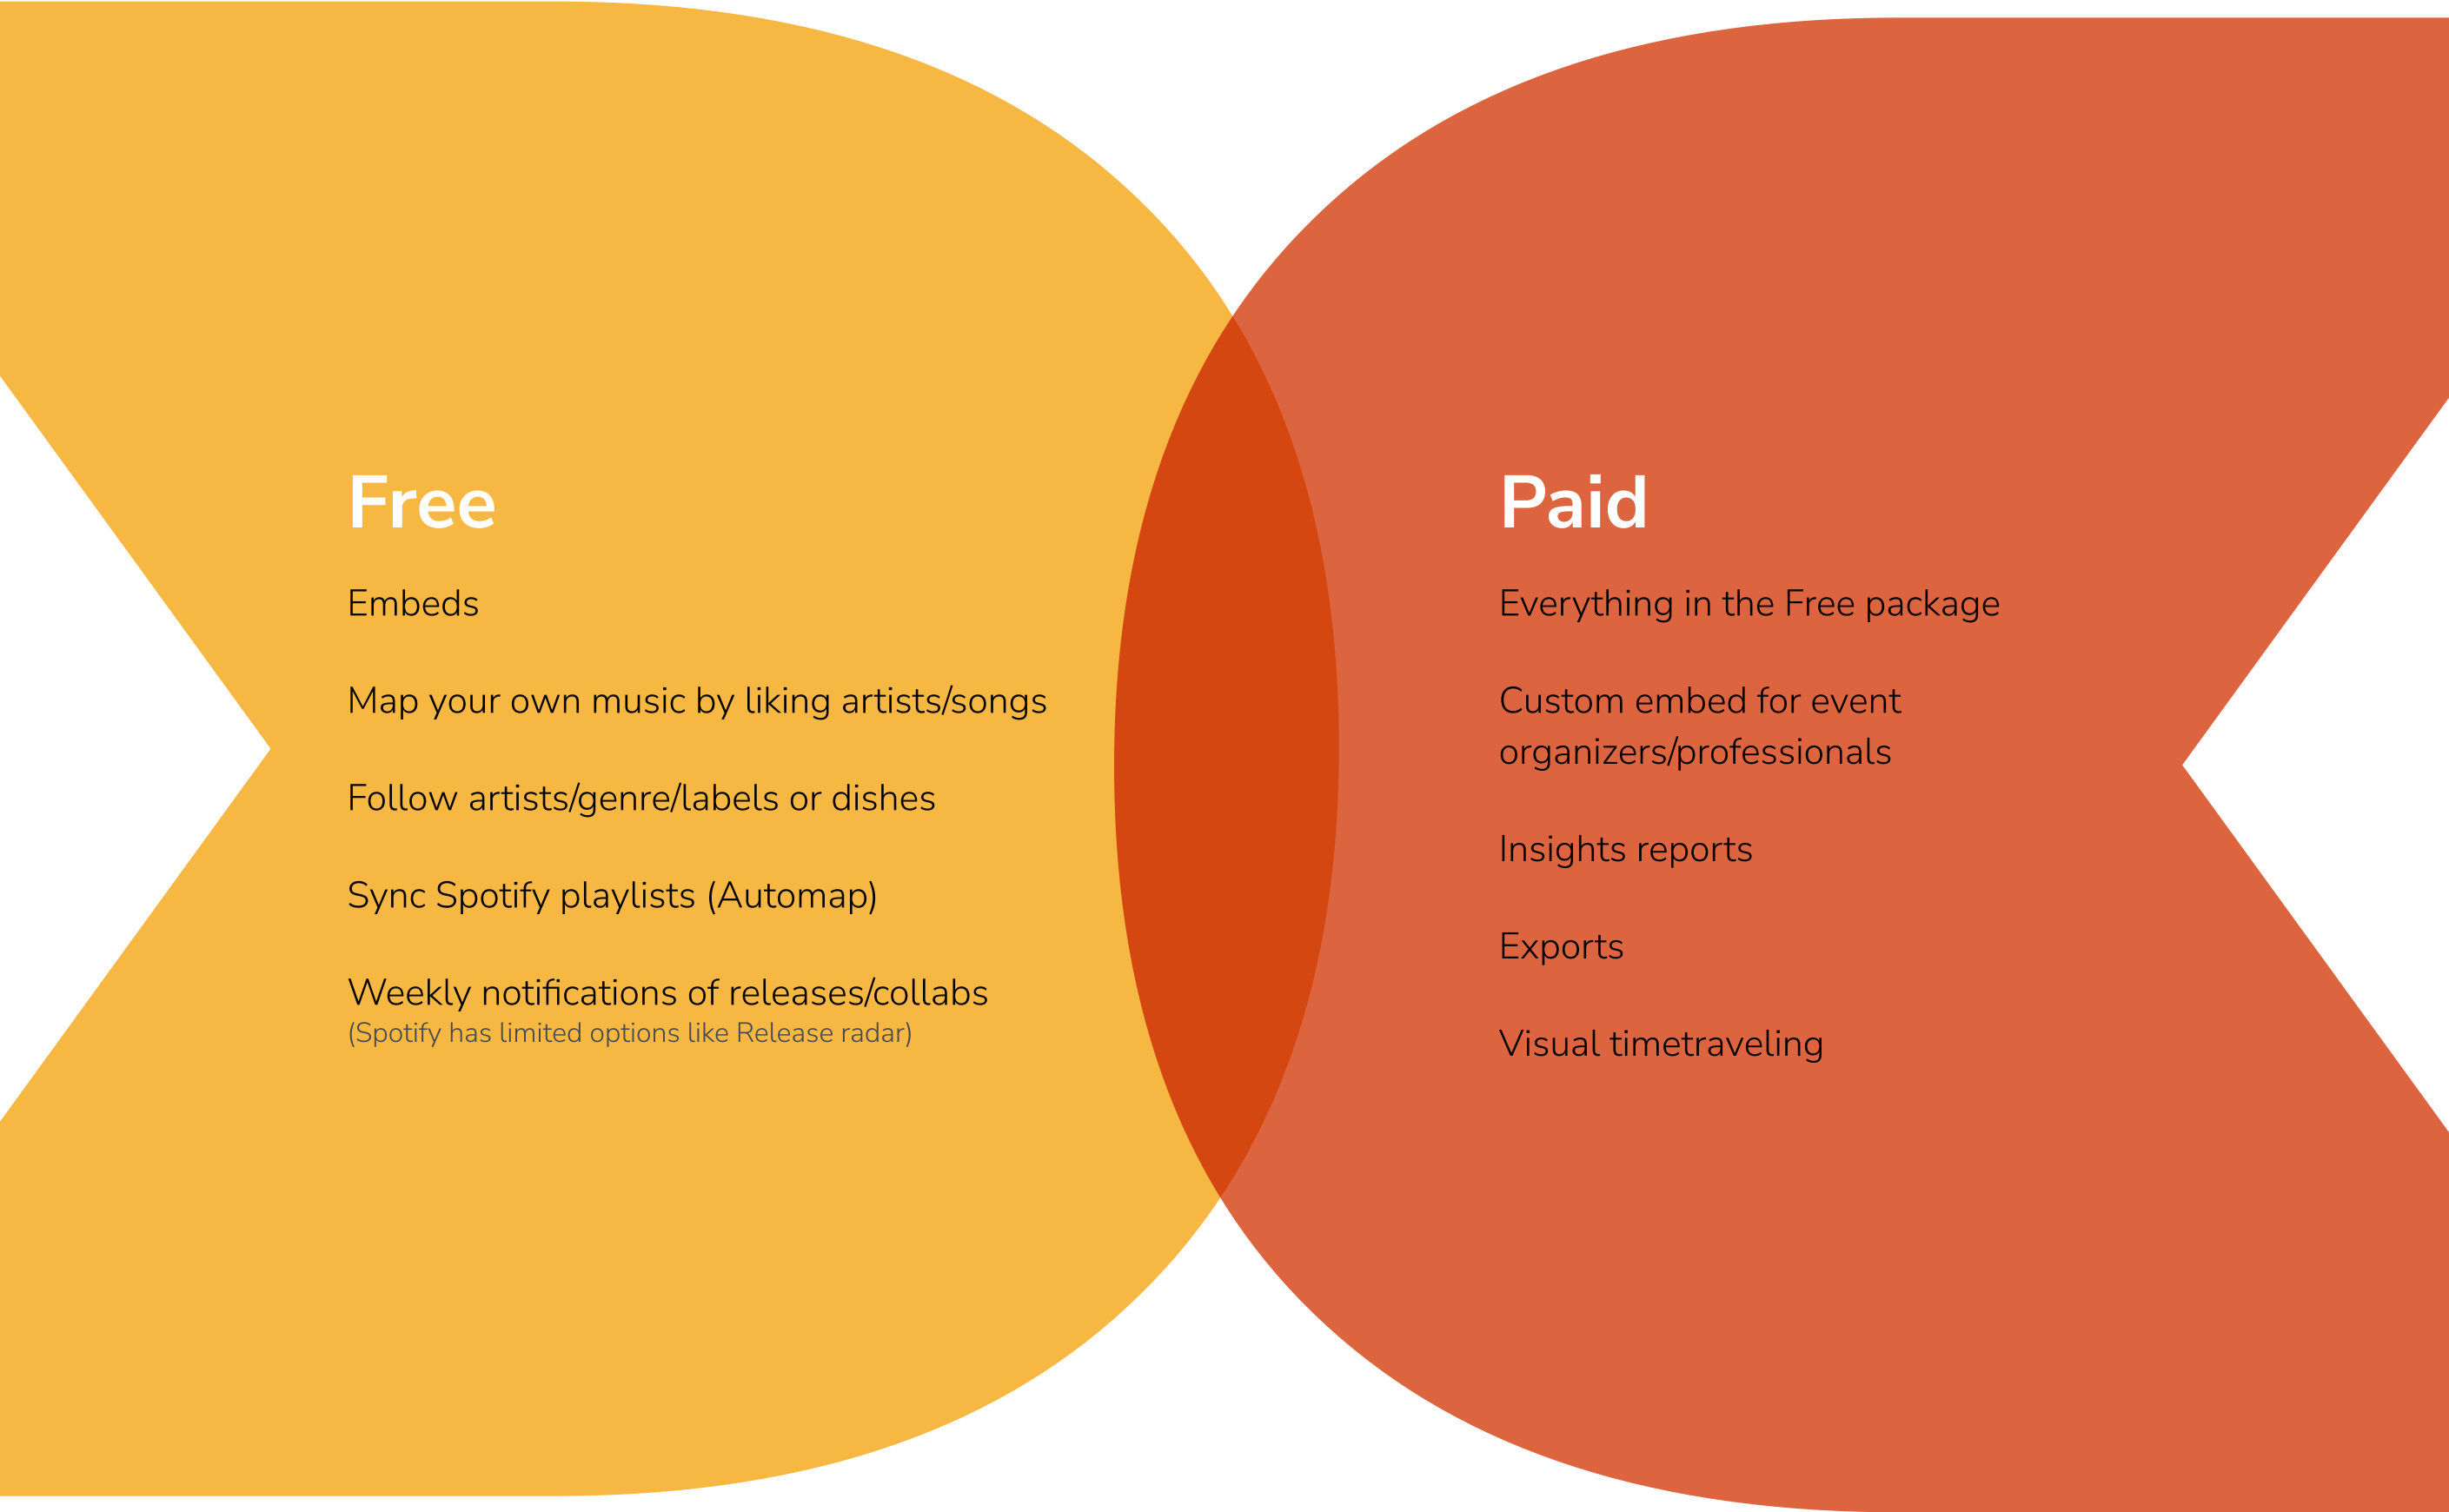 Free
Embeds
Map your own music by liking artists/songs
Follow artists/genre/labels or dishes
Sync Spotify playlists (Automap)
Weekly notifications of releases/collabs
(Spotify has limited options like Release radar)
Paid
Everything in the Free package
Custom embed for event
organizers/professionals
Insights reports
Exports
Visual timetraveling